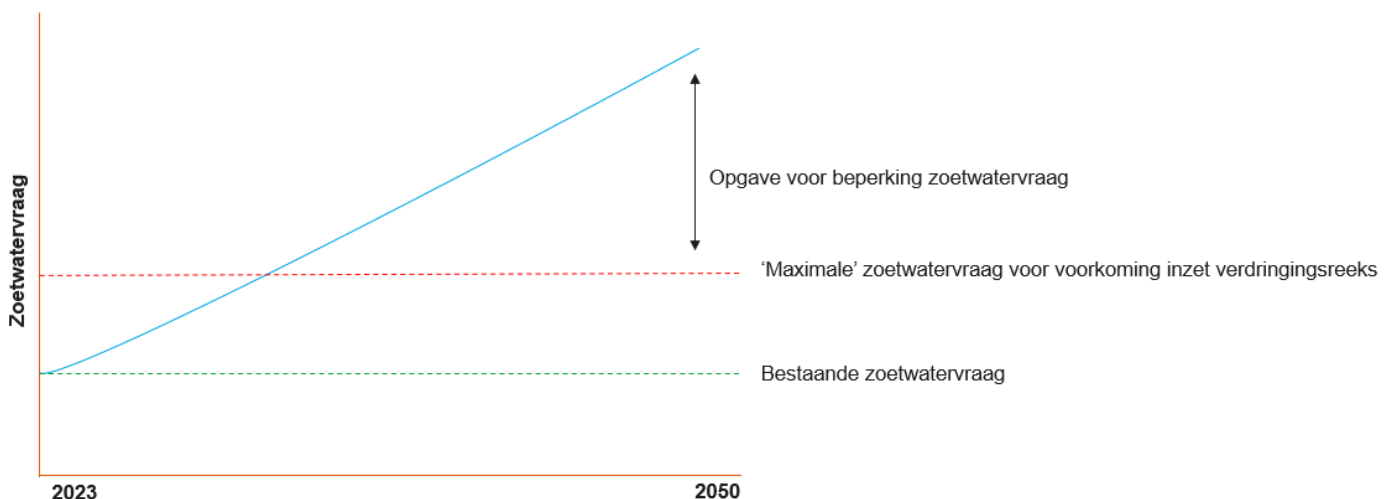 Zoetwatervraag
Opgave voor beperking zoetwatervraag
‘Maximale’ zoetwatervraag voor voorkoming inzet verdringingsreeks
Bestaande zoetwatervraag
2023
2050